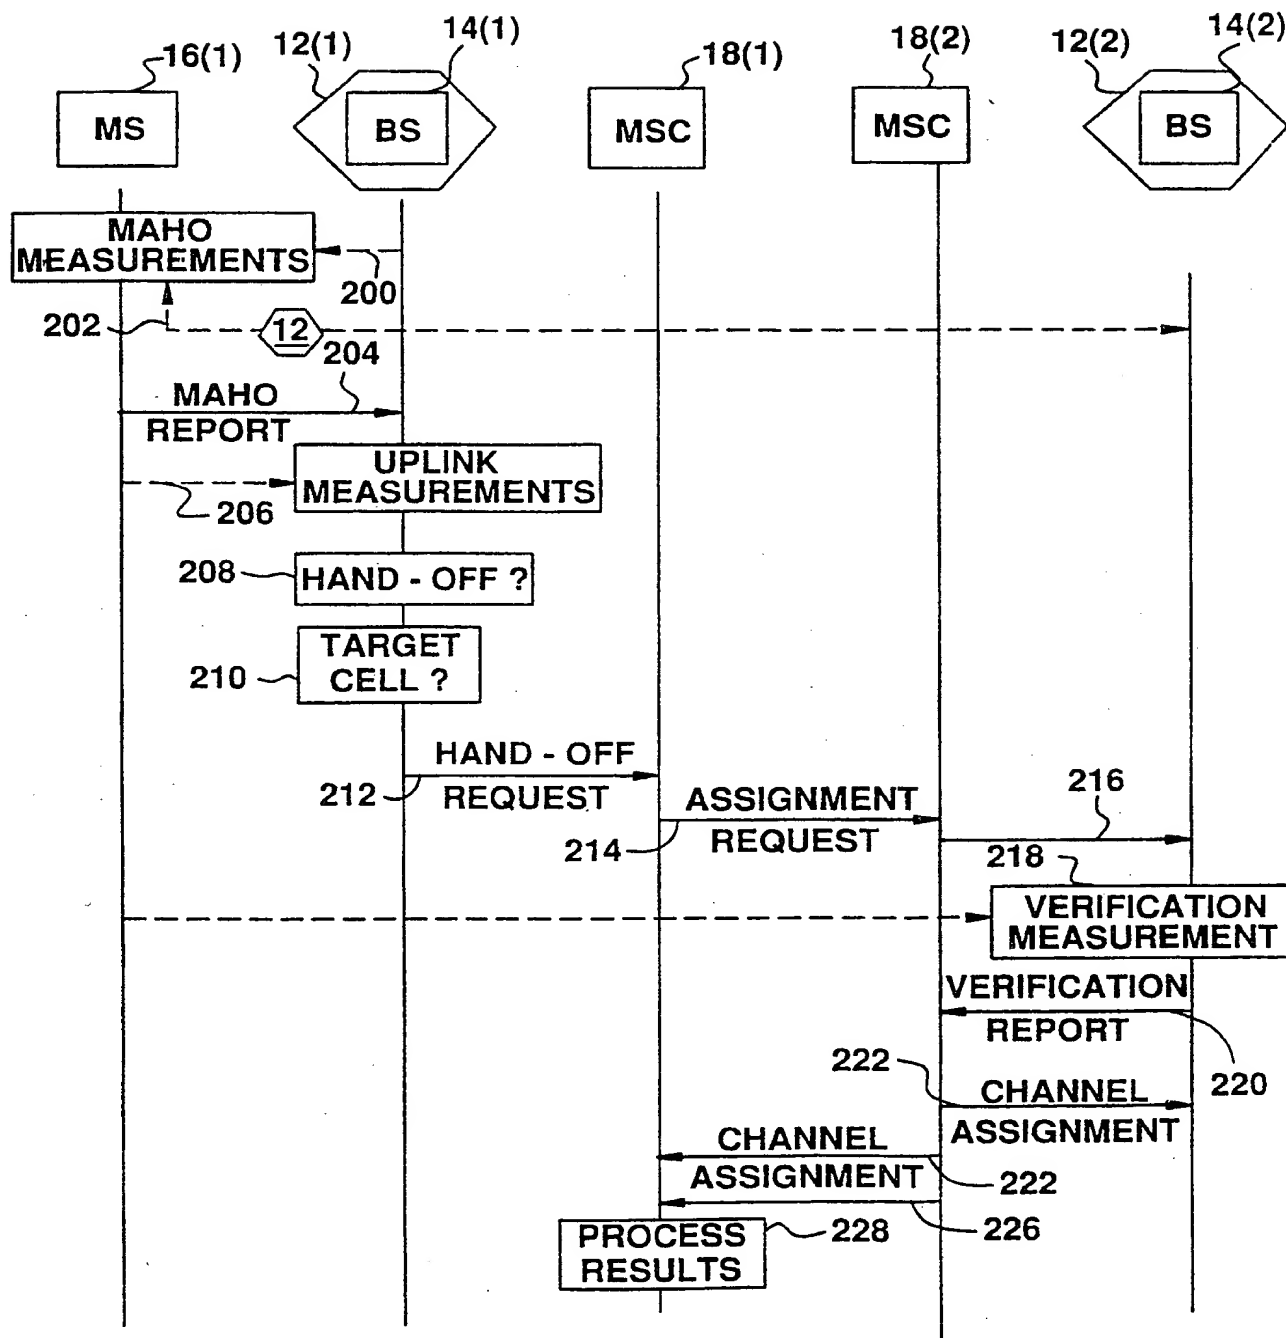 16(1)
12(1)
14(1)
18(1)
18(2)
12(2)
14(2)
MS
BS
MSC
MSC
BS
MAHO
MEASUREMENTS
200
202
12
204
MAHO
REPORT
UPLINK
MEASUREMENTS
206
208
HAND - OFF ?
TARGET
CELL ?
210
HAND - OFF
REQUEST
212
ASSIGNMENT
REQUEST
214
216
218
VERIFICATION
MEASUREMENT
VERIFICATION
REPORT
220
222
CHANNEL
ASSIGNMENT
CHANNEL
ASSIGNMENT
222
226
PROCESS
RESULTS
228